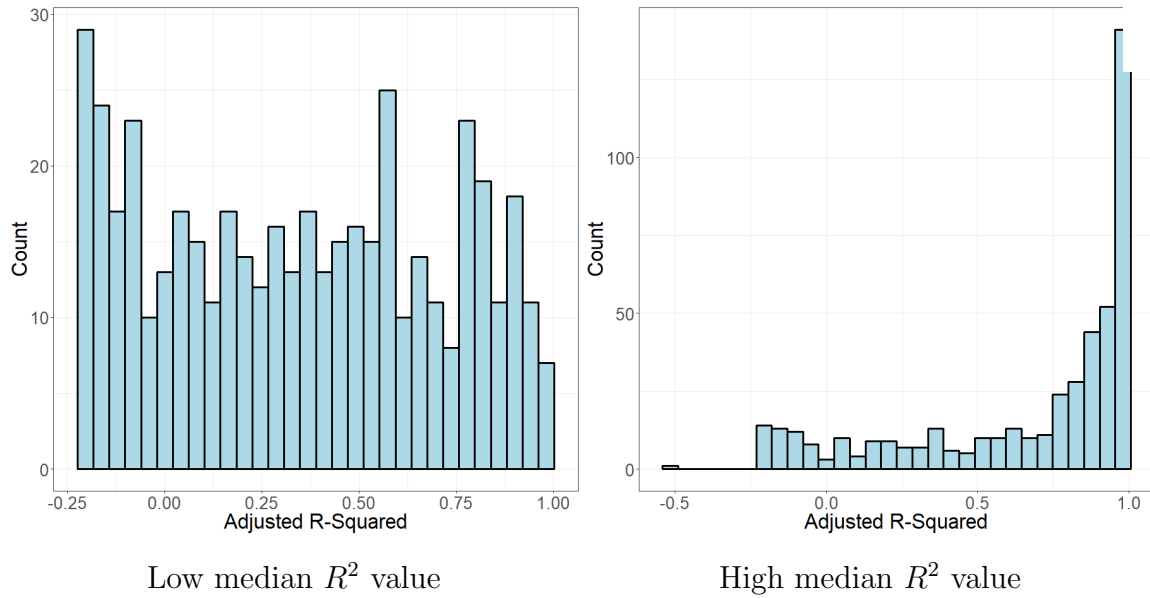 30
20
10
0
Count
-0.25 0.00 0.25 0.50 0.75 1.00
Adjusted R-Squared
Low median R² value
100
50
0
Count
-0.5 0.0 0.5 1.0
Adjusted R-Squared
High median R² value